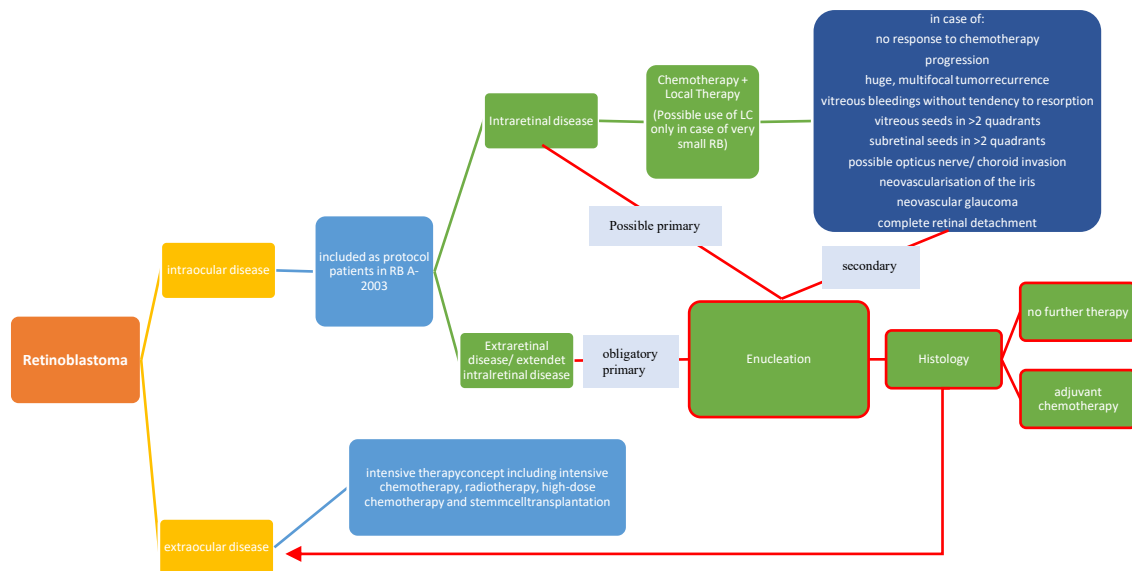 Retinoblastoma
intraocular disease
extraocular disease
included as protocol
patients in RB A-
2003
intensive therapyconcept including intensive
chemotherapy, radiotherapy, high-dose
chemotherapy and stemmcelltransplantation
Intraretinal disease
Extraretinal
disease/ extendet
intralretinal disease
Chemotherapy +
Local Therapy
(Possible use of LC
only in case of very
small RB)
in case of:
no response to chemotherapy
progression
huge, multifocal tumorrecurrence
vitreous bleedings without tendency to resorption
vitreous seeds in >2 quadrants
subretinal seeds in >2 quadrants
possible opticus nerve/ choroid invasion
neovascularisation of the iris
neovascular glaucoma
complete retinal detachment
Possible primary
secondary
obligatory
primary
Enucleation
Histology
no further therapy
adjuvant
chemotherapy